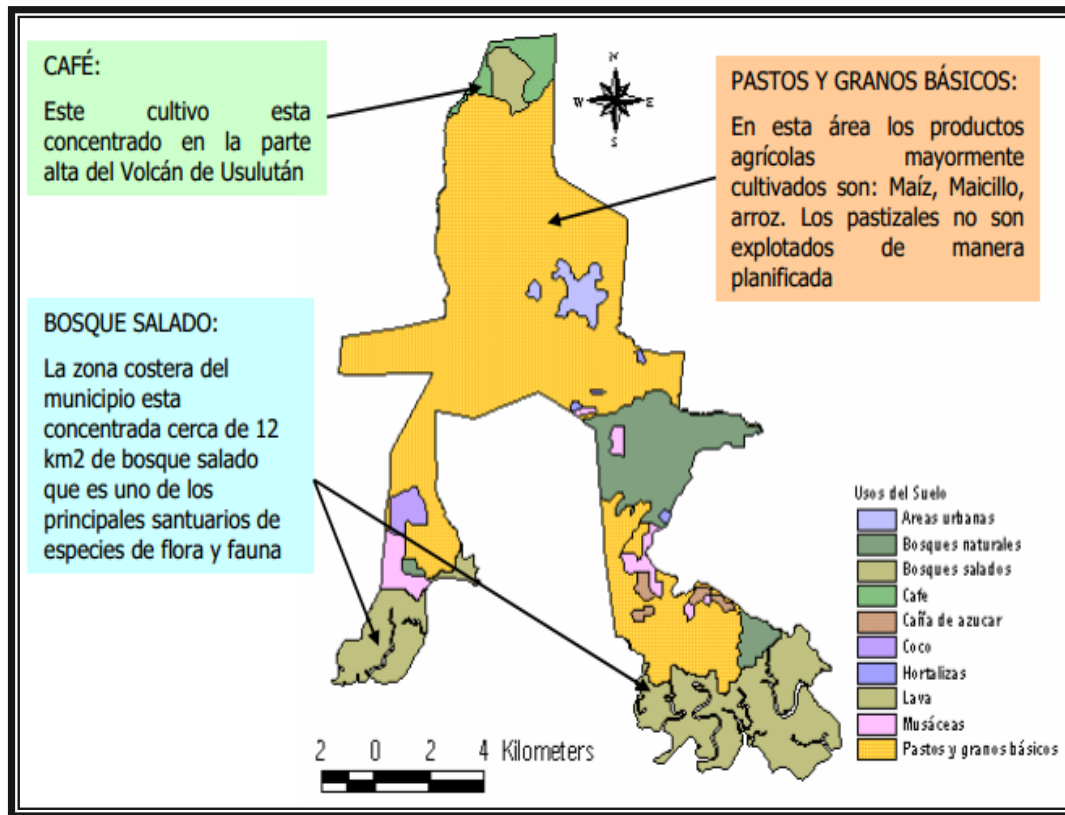 CAFÉ:
Este cultivo esta
concentrado en la parte
alta del Volcán de Usulután
PASTOS Y GRANOS BÁSICOS:
En esta área los productos
agrícolas mayormente
cultivados son: Maíz, Maicillo,
arroz. Los pastizales no son
explotados de manera
planificada
N
W E
S
BOSQUE SALADO:
La zona costera del
municipio esta
concentrada cerca de 12
km2 de bosque salado
que es uno de los
principales santuarios de
especies de flora y fauna
Usos del Suelo
Areas urbanas
Bosques naturales
Bosques salados
Cafe
Caña de azucar
Coco
Hortalizas
Lava
Musáceas
Pastos y granos básicos
2 0 2 4 Kilometers